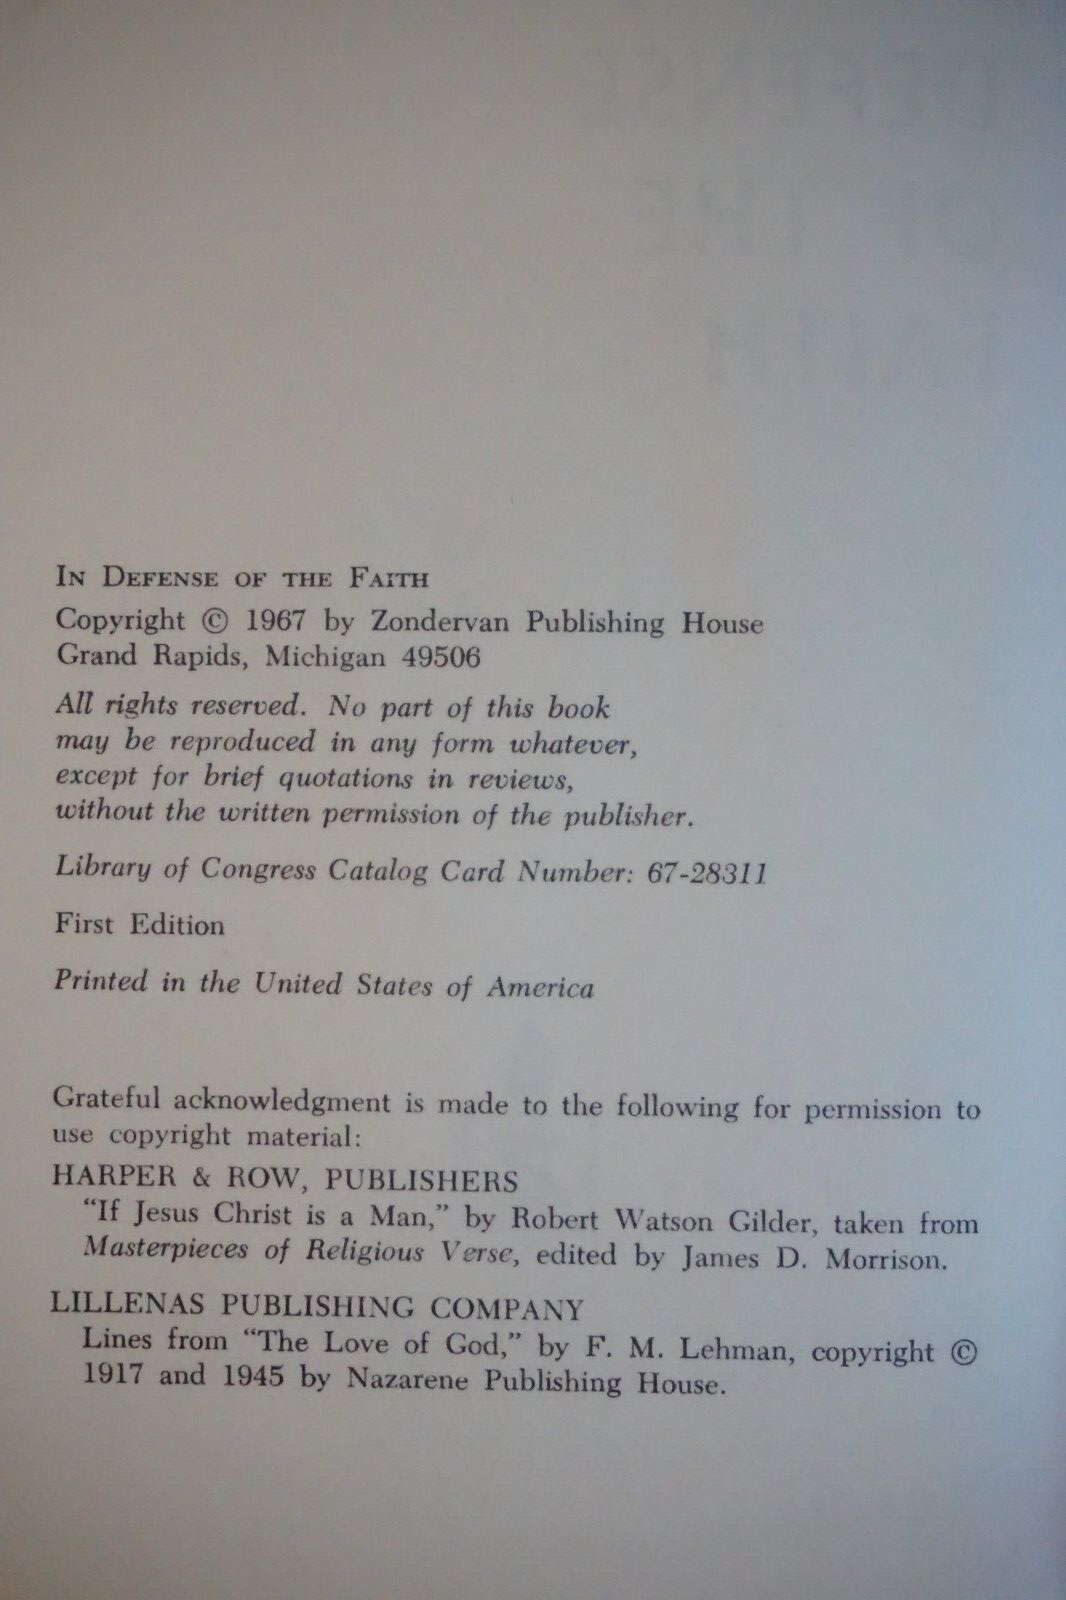 In Defense of the Faith
Copyright © 1967 by Zondervan Publishing House
Grand Rapids, Michigan 49506
All rights reserved. No part of this book
may be reproduced in any form whatever,
except for brief quotations in reviews,
without the written permission of the publisher.
Library of Congress Catalog Card Number: 67-28311
First Edition
Printed in the United States of America
Grateful acknowledgment is made to the following for permission to
use copyright material:
HARPER & ROW, PUBLISHERS
“If Jesus Christ is a Man,” by Robert Watson Gilder, taken from
Masterpieces of Religious Verse, edited by James D. Morrison.
LILLENAS PUBLISHING COMPANY
Lines from “The Love of God,” by F. M. Lehman, copyright ©
1917 and 1945 by Nazarene Publishing House.